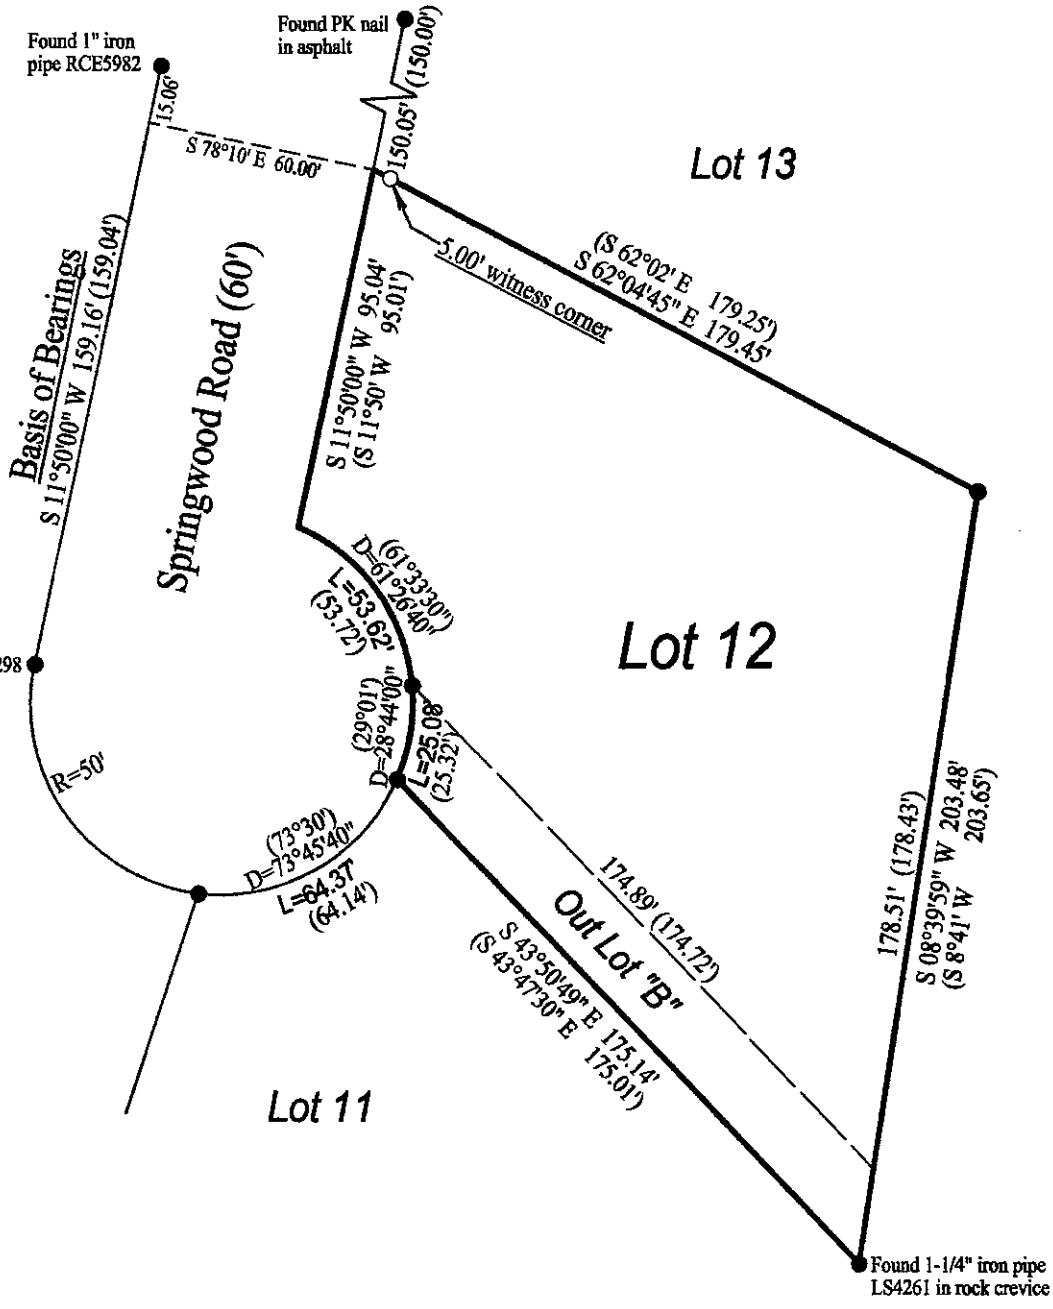 Found 1" iron
pipe RCE5982
Found PK nail
in asphalt
15.06'
150.05' (150.00')
S 78°10' E 60.00'
Lot 13
5.00' witness corner
(S 62°02' E 179.25')
S 62°04'45" E 179.45'
Basis of Bearings
S 11°50'00" W 159.16' (159.04')
Springwood Road (60')
S 11°50'00" W 95.04'
(S 11°50' W 95.01')
(61°33'30")
D=61°26'40"
L=53.62'
(53.72')
Lot 12
298
(29°01')
D=28°44'00"
L=25.08'
(25.32')
R=50'
(73°30')
D=73°45'40"
L=64.37'
(64.14')
174.89' (174.72')
Out Lot "B"
S 43°50'49" E 175.14'
(S 43°47'30" E 175.01')
178.51' (178.43')
S 08°39'59" W 203.48'
(S 8°41' W 203.65')
Lot 11
Found 1-1/4" iron pipe
LS4261 in rock crevice